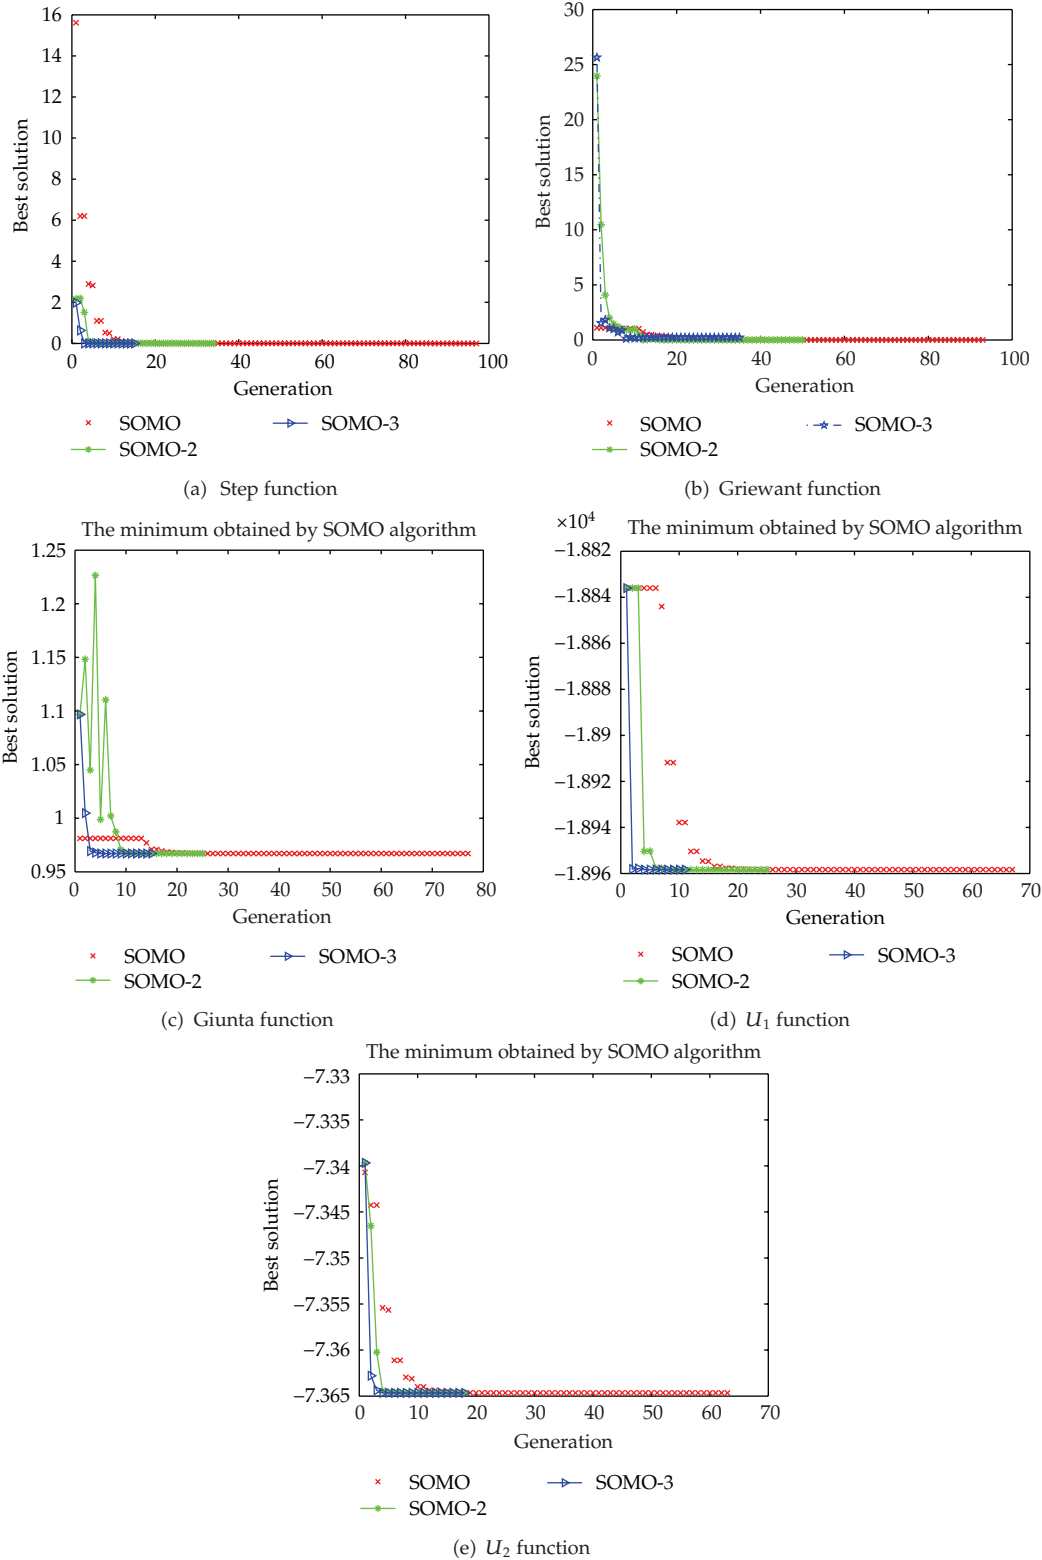 16
14
12
10
8
6
4
2
0
Best solution
0 20 40 60 80 100
Generation
SOMO
SOMO-2
SOMO-3
(a) Step function
30
25
20
15
10
5
0
Best solution
0 20 40 60 80 100
Generation
SOMO
SOMO-2
SOMO-3
(b) Griewant function
The minimum obtained by SOMO algorithm
1.25
1.2
1.15
1.1
1.05
1
0.95
Best solution
0 10 20 30 40 50 60 70 80
Generation
SOMO
SOMO-2
SOMO-3
(c) Giunta function
×10⁴
The minimum obtained by SOMO algorithm
−1.882
−1.884
−1.886
−1.888
−1.89
−1.892
−1.894
−1.896
Best solution
0 10 20 30 40 50 60 70
Generation
SOMO
SOMO-2
SOMO-3
(d) U₁ function
The minimum obtained by SOMO algorithm
−7.33
−7.335
−7.34
−7.345
−7.35
−7.355
−7.36
−7.365
Best solution
0 10 20 30 40 50 60 70
Generation
SOMO
SOMO-2
SOMO-3
(e) U₂ function